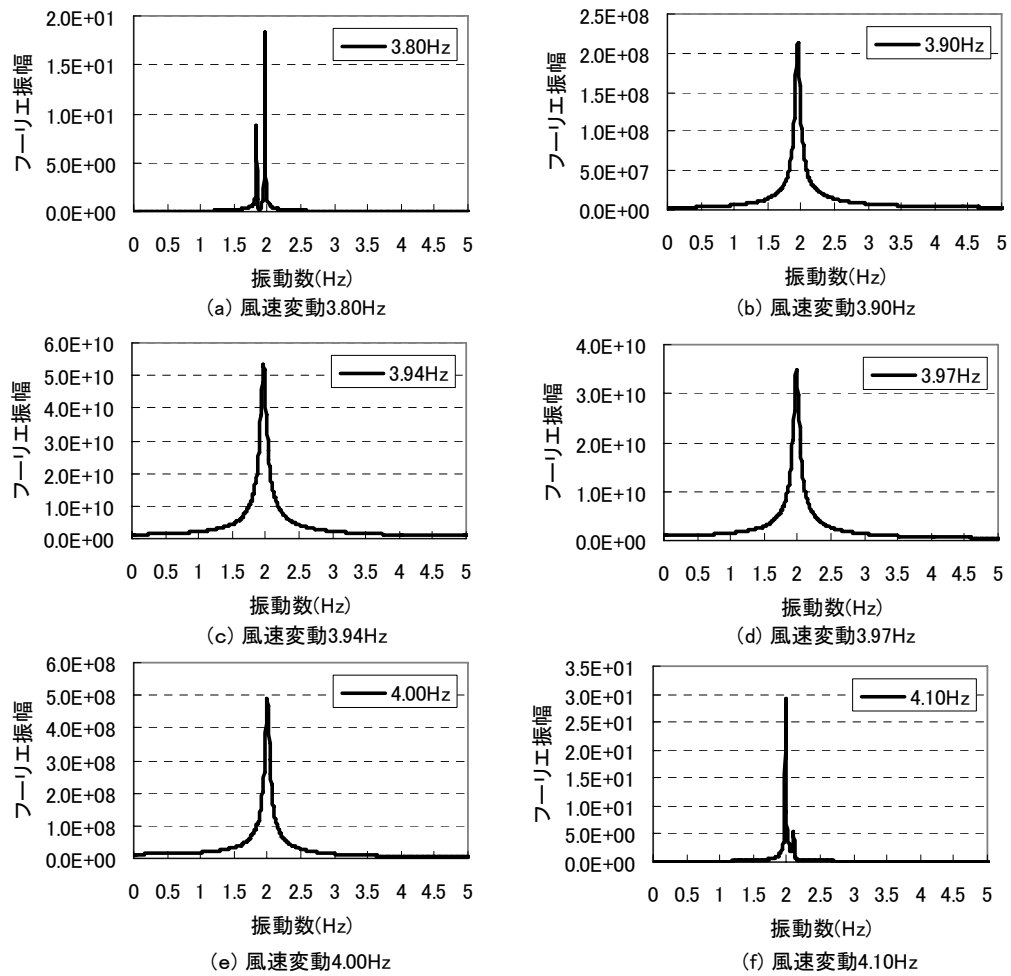 2.0E+01
1.5E+01
1.0E+01
5.0E+00
0.0E+00
フーリエ振幅
3.80Hz
0 0.5 1 1.5 2 2.5 3 3.5 4 4.5 5
振動数(Hz)
(a) 風速変動3.80Hz
2.5E+08
2.0E+08
1.5E+08
1.0E+08
5.0E+07
0.0E+00
フーリエ振幅
3.90Hz
0 0.5 1 1.5 2 2.5 3 3.5 4 4.5 5
振動数(Hz)
(b) 風速変動3.90Hz
6.0E+10
5.0E+10
4.0E+10
3.0E+10
2.0E+10
1.0E+10
0.0E+00
フーリエ振幅
3.94Hz
0 0.5 1 1.5 2 2.5 3 3.5 4 4.5 5
振動数(Hz)
(c) 風速変動3.94Hz
4.0E+10
3.0E+10
2.0E+10
1.0E+10
0.0E+00
フーリエ振幅
3.97Hz
0 0.5 1 1.5 2 2.5 3 3.5 4 4.5 5
振動数(Hz)
(d) 風速変動3.97Hz
6.0E+08
5.0E+08
4.0E+08
3.0E+08
2.0E+08
1.0E+08
0.0E+00
フーリエ振幅
4.00Hz
0 0.5 1 1.5 2 2.5 3 3.5 4 4.5 5
振動数(Hz)
(e) 風速変動4.00Hz
3.5E+01
3.0E+01
2.5E+01
2.0E+01
1.5E+01
1.0E+01
5.0E+00
0.0E+00
フーリエ振幅
4.10Hz
0 0.5 1 1.5 2 2.5 3 3.5 4 4.5 5
振動数(Hz)
(f) 風速変動4.10Hz